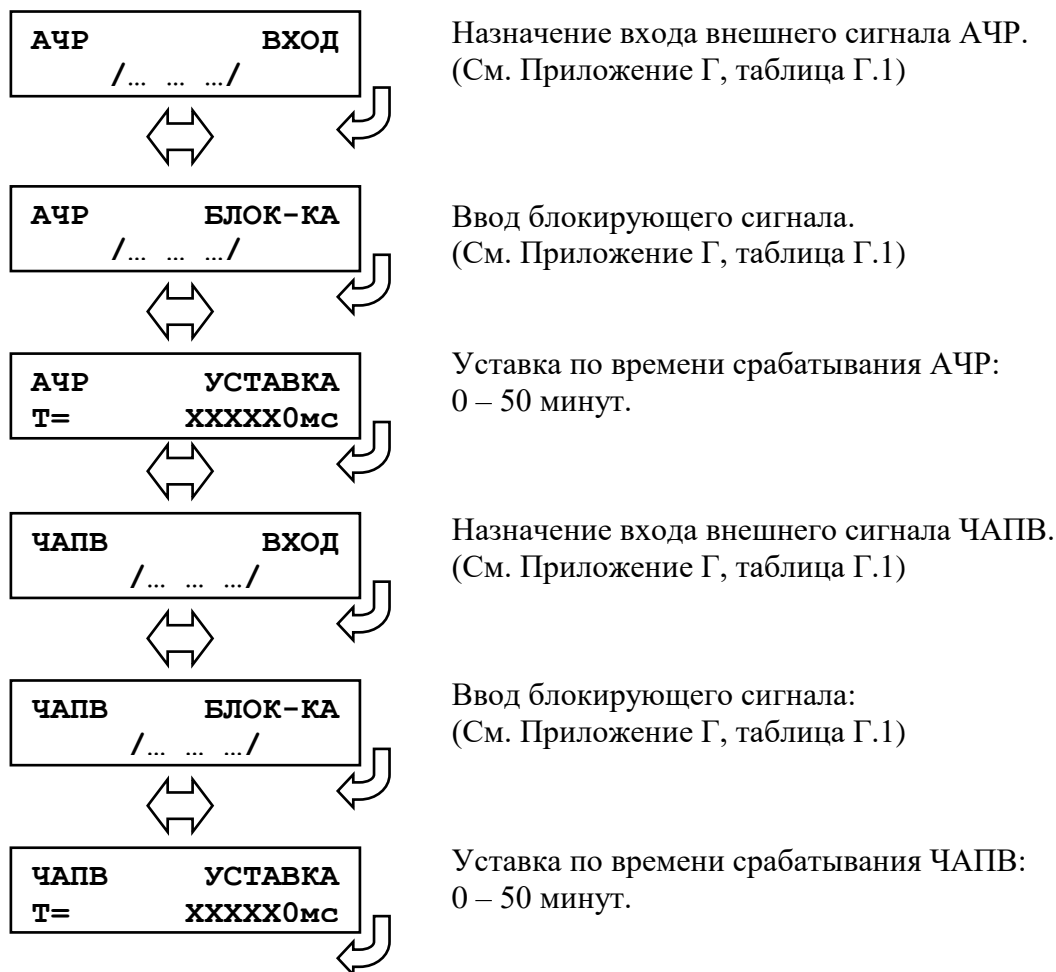 АЧР ВХОД
/… … …/
Назначение входа внешнего сигнала АЧР.
(См. Приложение Г, таблица Г.1)
АЧР БЛОК-КА
/… … …/
Ввод блокирующего сигнала.
(См. Приложение Г, таблица Г.1)
АЧР УСТАВКА
Т= XXXXX0мс
Уставка по времени срабатывания АЧР:
0 – 50 минут.
ЧАПВ ВХОД
/… … …/
Назначение входа внешнего сигнала ЧАПВ.
(См. Приложение Г, таблица Г.1)
ЧАПВ БЛОК-КА
/… … …/
Ввод блокирующего сигнала:
(См. Приложение Г, таблица Г.1)
ЧАПВ УСТАВКА
Т= XXXXX0мс
Уставка по времени срабатывания ЧАПВ:
0 – 50 минут.